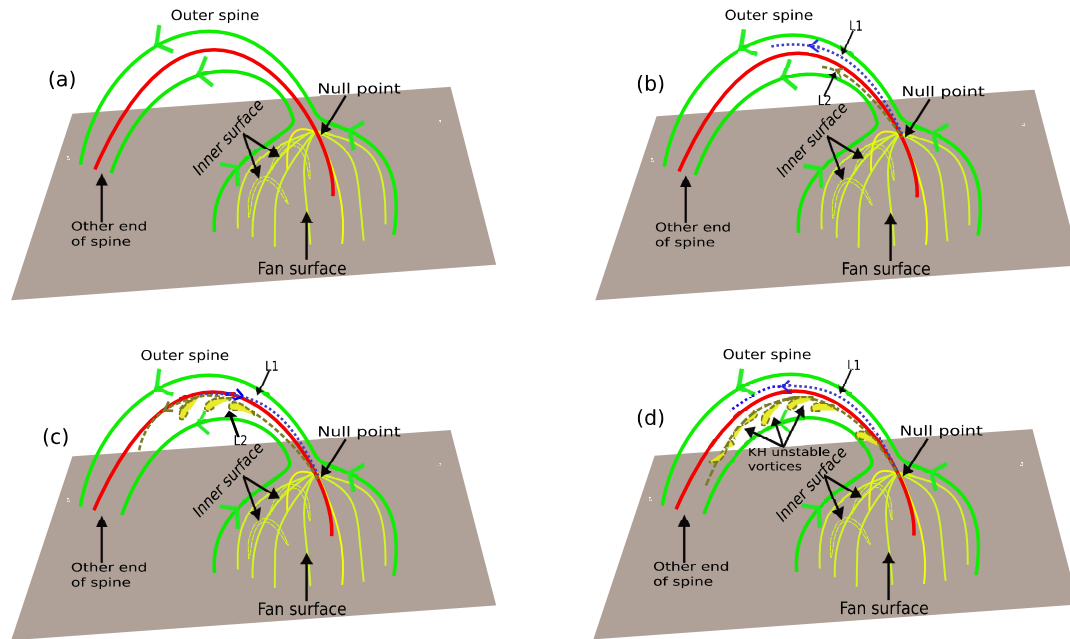 Outer spine
(a)
Null point
Inner surface
Other end
of spine
Fan surface
Outer spine
L1
(b)
L2
Null point
Inner surface
Other end
of spine
Fan surface
Outer spine
L1
(c)
L2
Null point
Inner surface
Other end
of spine
Fan surface
Outer spine
L1
(d)
KH unstable
vortices
Null point
Inner surface
Other end
of spine
Fan surface